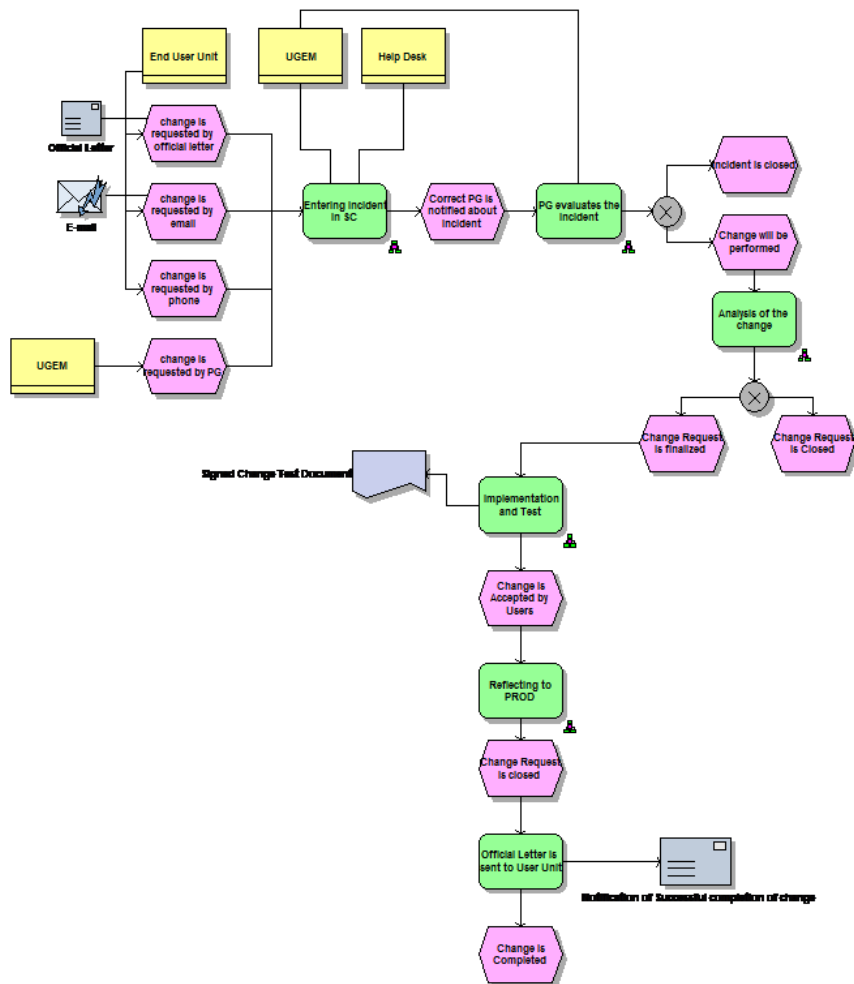 End User Unit
UGEM
Help Desk
Official Letter
change is
requested by
official letter
E-mail
change is
requested by
email
Entering Incident
in SC
Correct PG is
notified about
Incident
PG evaluates the
Incident
Incident is closed
Change will be
performed
change is
requested by
phone
Analysis of the
change
UGEM
change is
requested by PG
Change Request
is finalized
Change Request
is Closed
Signed Change Test Document
Implementation
and Test
Change is
Accepted by
Users
Reflecting to
PROD
Change Request
is closed
Official Letter is
sent to User Unit
Notification of Successful completion of change
Change is
Completed